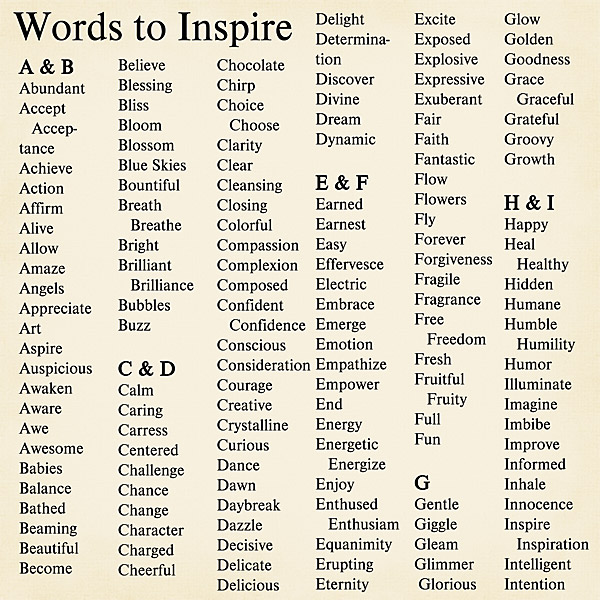 Words to Inspire
A & B
Abundant
Accept
Accep-
tance
Achieve
Action
Affirm
Alive
Allow
Amaze
Angels
Appreciate
Art
Aspire
Auspicious
Awaken
Aware
Awe
Awesome
Babies
Balance
Bathed
Beaming
Beautiful
Become
Believe
Blessing
Bliss
Bloom
Blossom
Blue Skies
Bountiful
Breath
Breathe
Bright
Brilliant
Brilliance
Bubbles
Buzz
C & D
Calm
Caring
Carress
Centered
Challenge
Chance
Change
Character
Charged
Cheerful
Chocolate
Chirp
Choice
Choose
Clarity
Clear
Cleansing
Closing
Colorful
Compassion
Complexion
Composed
Confident
Confidence
Conscious
Consideration
Courage
Creative
Crystalline
Curious
Dance
Dawn
Daybreak
Dazzle
Decisive
Delicate
Delicious
Delight
Determina-
tion
Discover
Divine
Dream
Dynamic
E & F
Earned
Earnest
Easy
Effervesce
Electric
Embrace
Emerge
Emotion
Empathize
Empower
End
Energy
Energetic
Energize
Enjoy
Enthused
Enthusiam
Equanimity
Erupting
Eternity
Excite
Exposed
Explosive
Expressive
Exuberant
Fair
Faith
Fantastic
Flow
Flowers
Fly
Forever
Forgiveness
Fragile
Fragrance
Free
Freedom
Fresh
Fruitful
Fruity
Full
Fun
G
Gentle
Giggle
Gleam
Glimmer
Glorious
Glow
Golden
Goodness
Grace
Graceful
Grateful
Groovy
Growth
H & I
Happy
Heal
Healthy
Hidden
Humane
Humble
Humility
Humor
Illuminate
Imagine
Imbibe
Improve
Informed
Inhale
Innocence
Inspire
Inspiration
Intelligent
Intention